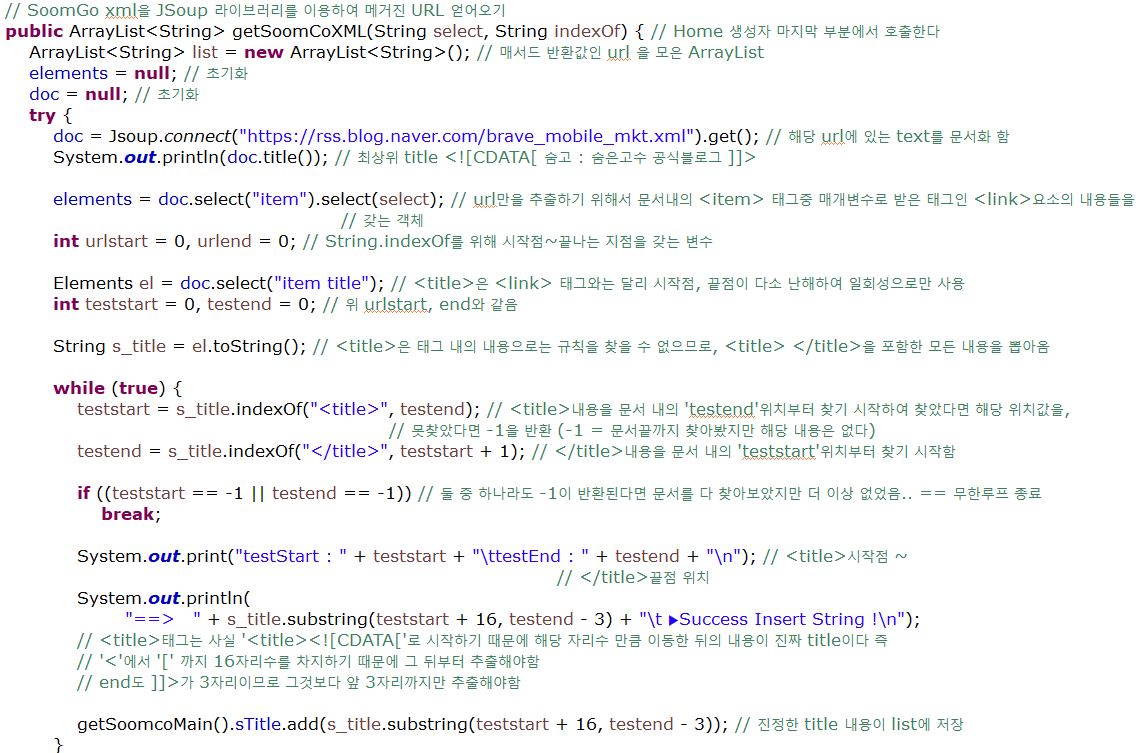 // SoomGo xml을 JSoup 라이브러리를 이용하여 메거진 URL 얻어오기
public ArrayList<String> getSoomCoXML(String select, String indexOf) { // Home 생성자 마지막 부분에서 호출한다
ArrayList<String> list = new ArrayList<String>(); // 매서드 반환값인 url 을 모은 ArrayList
elements = null; // 초기화
doc = null; // 초기화
try {
doc = Jsoup.connect("https://rss.blog.naver.com/brave_mobile_mkt.xml").get(); // 해당 url에 있는 text를 문서화 함
System.out.println(doc.title()); // 최상위 title <![CDATA[ 숨고 : 숨은고수 공식블로그 ]]>
elements = doc.select("item").select(select); // url만을 추출하기 위해서 문서내의 <item> 태그중 매개변수로 받은 태그인 <link>요소의 내용들을
// 갖는 객체
int urlstart = 0, urlend = 0; // String.indexOf를 위해 시작점~끝나는 지점을 갖는 변수
Elements el = doc.select("item title"); // <title>은 <link> 태그와는 달리 시작점, 끝점이 다소 난해하여 일회성으로만 사용
int teststart = 0, testend = 0; // 위 urlstart, end와 같음
String s_title = el.toString(); // <title>은 태그 내의 내용으로는 규칙을 찾을 수 없으므로, <title> </title>을 포함한 모든 내용을 뽑아옴
while (true) {
teststart = s_title.indexOf("<title>", testend); // <title>내용을 문서 내의 'testend'위치부터 찾기 시작하여 찾았다면 해당 위치값을,
// 못찾았다면 -1을 반환 (-1 = 문서끝까지 찾아봤지만 해당 내용은 없다)
testend = s_title.indexOf("</title>", teststart + 1); // </title>내용을 문서 내의 'teststart'위치부터 찾기 시작함
if ((teststart == -1 || testend == -1)) // 둘 중 하나라도 -1이 반환된다면 문서를 다 찾아보았지만 더 이상 없었음.. == 무한루프 종료
break;
System.out.print("testStart : " + teststart + "\ttestEnd : " + testend + "\n"); // <title>시작점 ~
// </title>끝점 위치
System.out.println(
"==>   " + s_title.substring(teststart + 16, testend - 3) + "\t ▶Success Insert String !\n");
// <title>태그는 사실 '<title><![CDATA['로 시작하기 때문에 해당 자리수 만큼 이동한 뒤의 내용이 진짜 title이다 즉
// '<'에서 '[' 까지 16자리수를 차지하기 때문에 그 뒤부터 추출해야함
// end도 ]]>가 3자리이므로 그것보다 앞 3자리까지만 추출해야함
getSoomcoMain().sTitle.add(s_title.substring(teststart + 16, testend - 3)); // 진정한 title 내용이 list에 저장
}